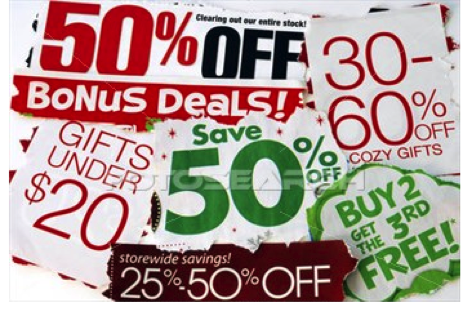 Clearing out our entire stock!
50% OFF
BoNuS DeaLS!
30-
60%
OFF
COZY GIFTS
GIFTS
UNDER
$20
Save
50%
OFF
BUY 2
GET THE 3RD
FREE!
storewide savings!
25%-50% OFF
FOTOSEARCH